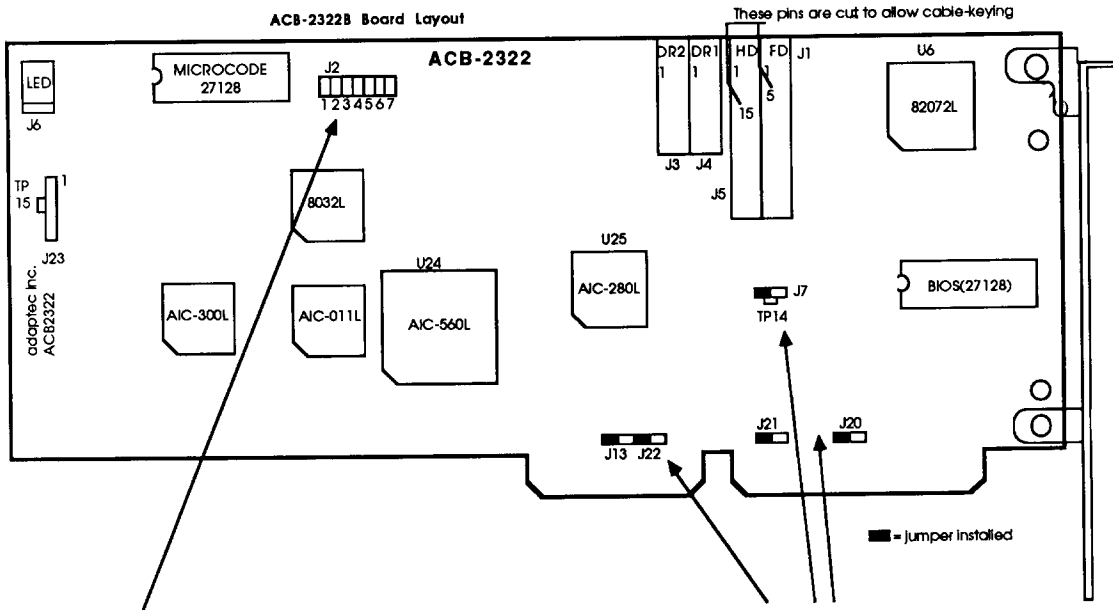 ACB-2322B Board Layout
These pins are cut to allow cable-keying
ACB-2322
LED
J6
MICROCODE
27128
J2
1234567
DR2
DR1
HD
FD
J1
1
1
1
1
5
15
J3
J4
J5
U6
82072L
TP
15
1
J23
adaptec inc.
ACB2322
8032L
U24
U25
AIC-300L
AIC-011L
AIC-560L
AIC-280L
J7
TP14
BIOS(27128)
J13
J22
J21
J20
= jumper installed